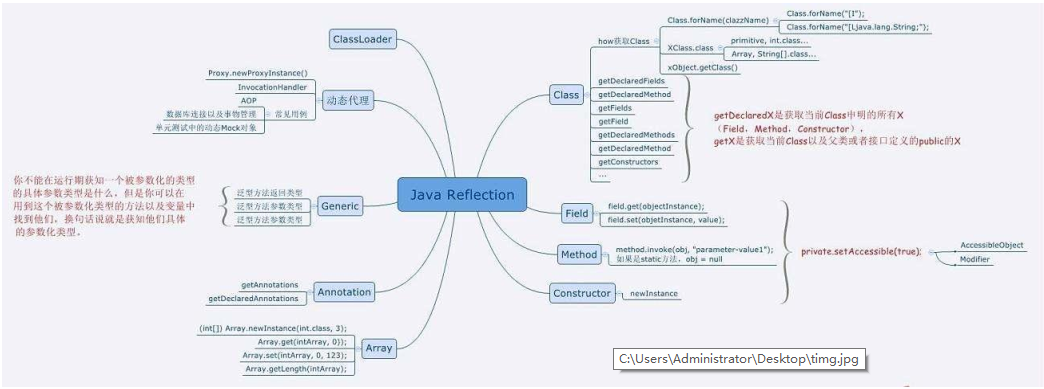 Java Reflection
ClassLoader
动态代理
Proxy.newProxyInstance()
InvocationHandler
AOP
数据库连接以及事物管理
单元测试中的动态Mock对象
常见用例
Generic
泛型方法返回类型
泛型方法参数类型
泛型方法参数类型
你不能在运行期获知一个被参数化的类型
的具体参数类型是什么，但是你可以在
用到这个被参数化类型的方法以及变量中
找到他们，换句话说就是获知他们具体
的参数化类型。
Annotation
getAnnotations
getDeclaredAnnotations
Array
(int[]) Array.newInstance(int.class, 3);
Array.get(intArray, 0));
Array.set(intArray, 0, 123);
Array.getLength(intArray);
Class
how获取Class
Class.forName(clazzName)
Class.forName("[I");
Class.forName("[Ljava.lang.String;");
XClass.class
primitive, int.class...
Array, String[].class...
xObject.getClass()
getDeclaredFields
getDeclaredMethod
getFields
getField
getDeclaredMethods
getDeclaredMethod
getConstructors
...
getDeclaredX是获取当前Class申明的所有X
（Field，Method，Constructor），
getX是获取当前Class以及父类或者接口定义的public的X
Field
field.get(objectInstance);
field.set(objetInstance, value);
Method
method.invoke(obj, "parameter-value1");
如果是static方法，obj = null
Constructor
newInstance
private.setAccessible(true);
AccessibleObject
Modifier
C:\Users\Administrator\Desktop\timg.jpg